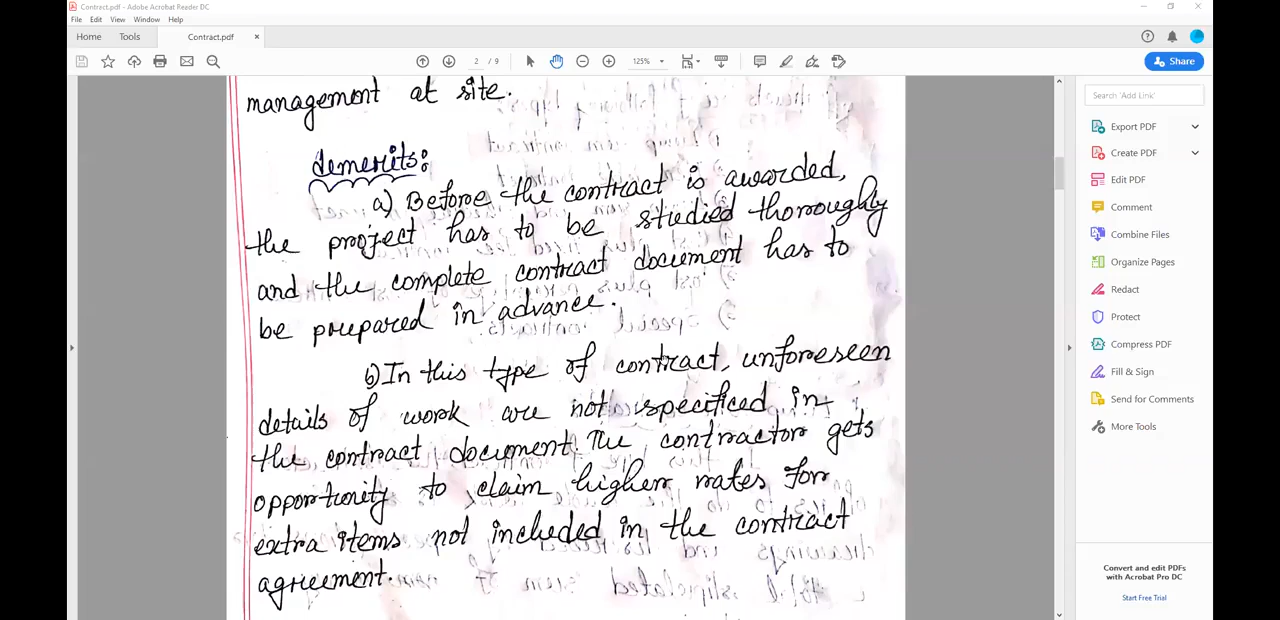 Contract.pdf - Adobe Acrobat Reader DC
File Edit View Window Help
Home Tools Contract.pdf ×
2 / 9 125% Share
management at site.
demerits:
a) Before the contract is awarded,
the project has to be studied thoroughly
and the complete contract document has to
be prepared in advance.
b) In this type of contract, unforeseen
details of work are not specified in
the contract document. The contractor gets
opportunity to claim higher rates for
extra items not included in the contract
agreement.
Search 'Add Link'
Export PDF
Create PDF
Edit PDF
Comment
Combine Files
Organize Pages
Redact
Protect
Compress PDF
Fill & Sign
Send for Comments
More Tools
Convert and edit PDFs
with Acrobat Pro DC
Start Free Trial